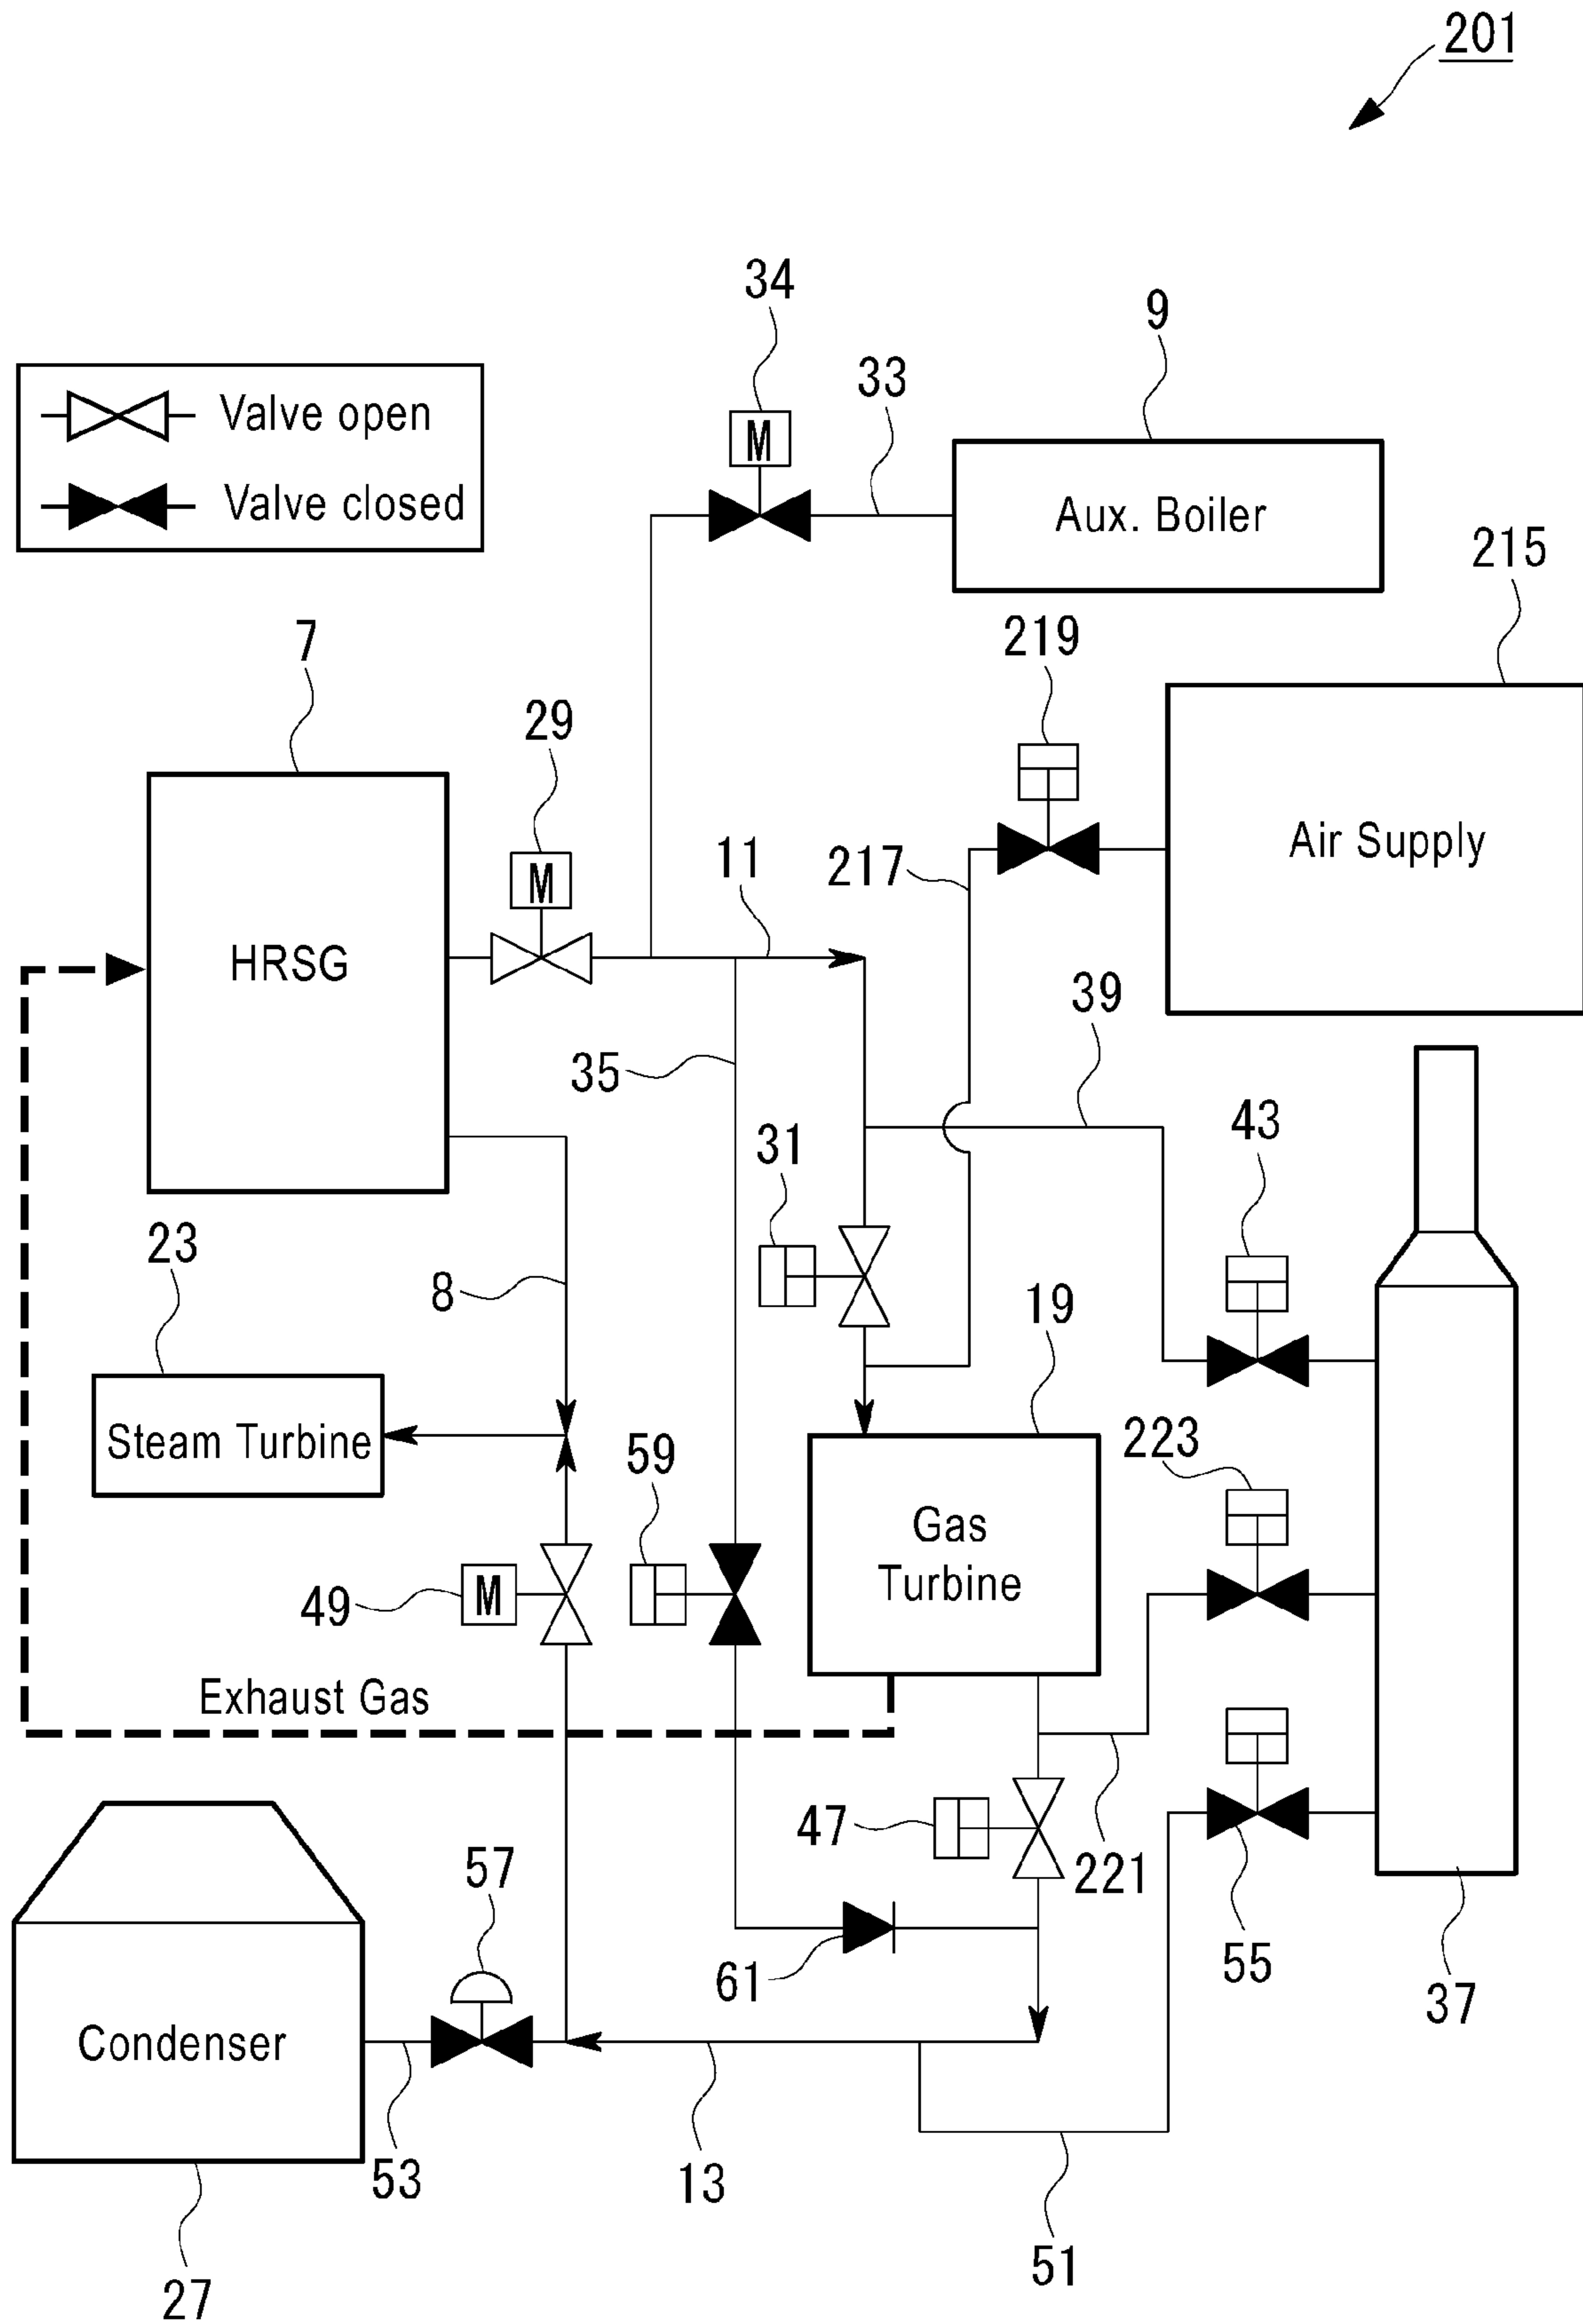 201
34
9
33
Valve open
M
Valve closed
Aux. Boiler
215
219
7
29
11
217
Air Supply
M
HRSG
39
35
43
31
23
8
19
Steam Turbine
59
223
Gas
Turbine
49
M
Exhaust Gas
47
221
57
61
55
37
Condenser
53
13
51
27